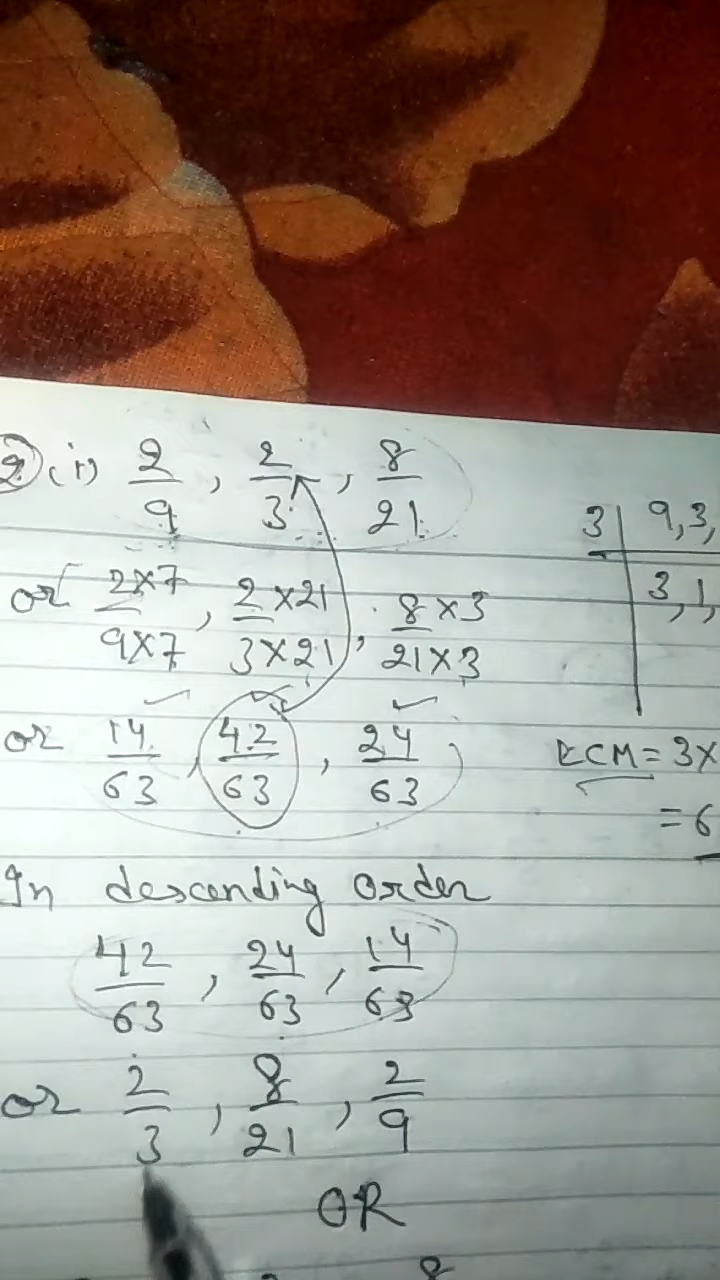 2 (i) 2/9 , 2/3 , 8/21
3 | 9,3,
or 2×7/9×7 , 2×21/3×21 , 8×3/21×3
3, 1,
or 14/63 , 42/63 , 24/63
LCM = 3×
= 6
In descending order
42/63 , 24/63 , 14/63
or 2/3 , 8/21 , 2/9
OR
8